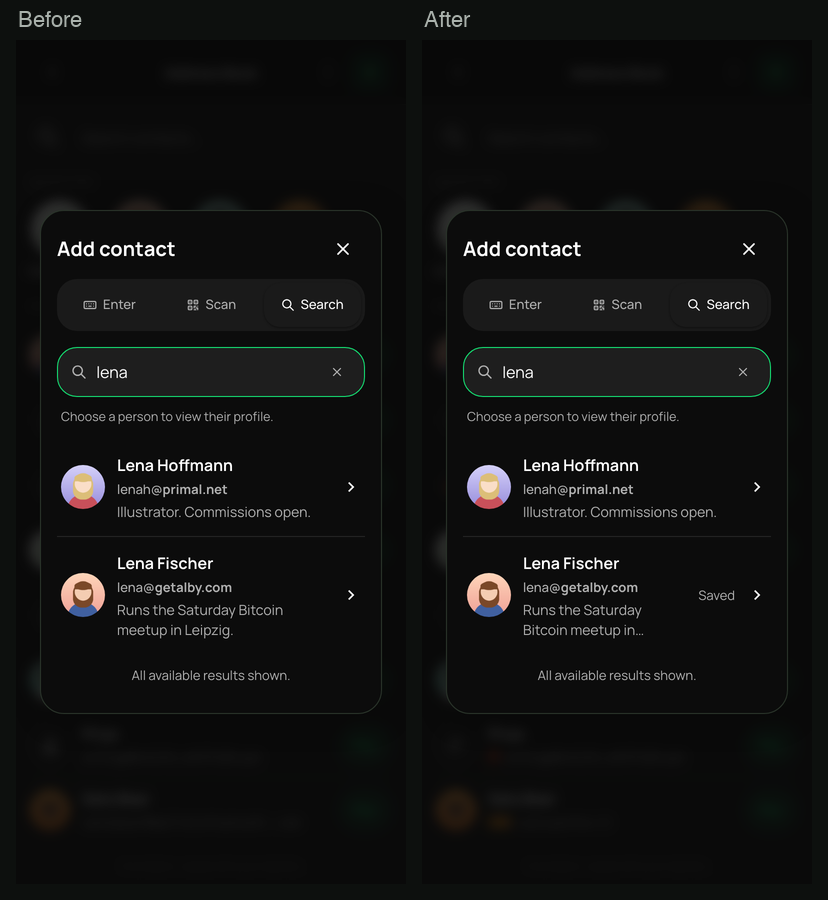 Before
Add contact
Enter
Scan
Search
lena
Choose a person to view their profile.
Lena Hoffmann
lenah@primal.net
Illustrator. Commissions open.
Lena Fischer
lena@getalby.com
Runs the Saturday Bitcoin
meetup in Leipzig.
All available results shown.
After
Add contact
Enter
Scan
Search
lena
Choose a person to view their profile.
Lena Hoffmann
lenah@primal.net
Illustrator. Commissions open.
Lena Fischer
lena@getalby.com
Runs the Saturday
Bitcoin meetup in…
Saved
All available results shown.